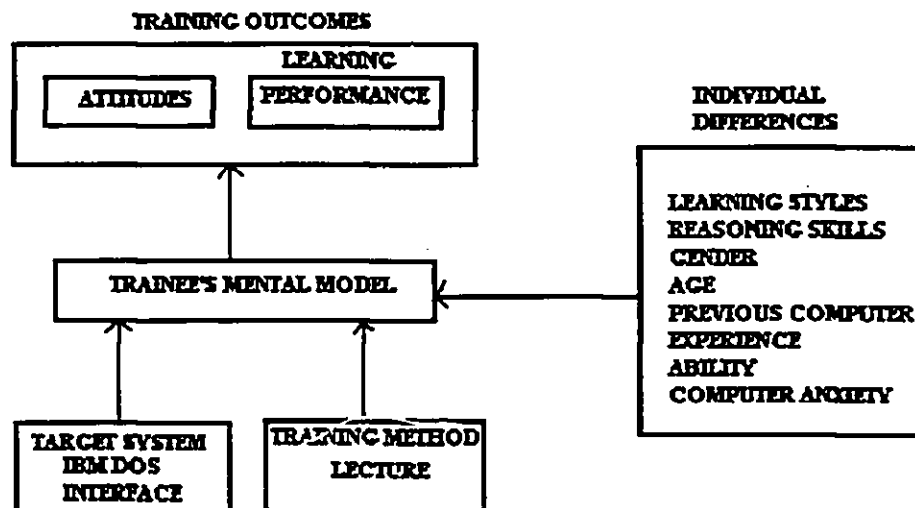 TRAINING OUTCOMES
LEARNING
ATTITUDES
PERFORMANCE
INDIVIDUAL
DIFFERENCES
LEARNING STYLES
REASONING SKILLS
GENDER
AGE
PREVIOUS COMPUTER
EXPERIENCE
ABILITY
COMPUTER ANXIETY
TRAINEE'S MENTAL MODEL
TARGET SYSTEM
IBM DOS
INTERFACE
TRAINING METHOD
LECTURE